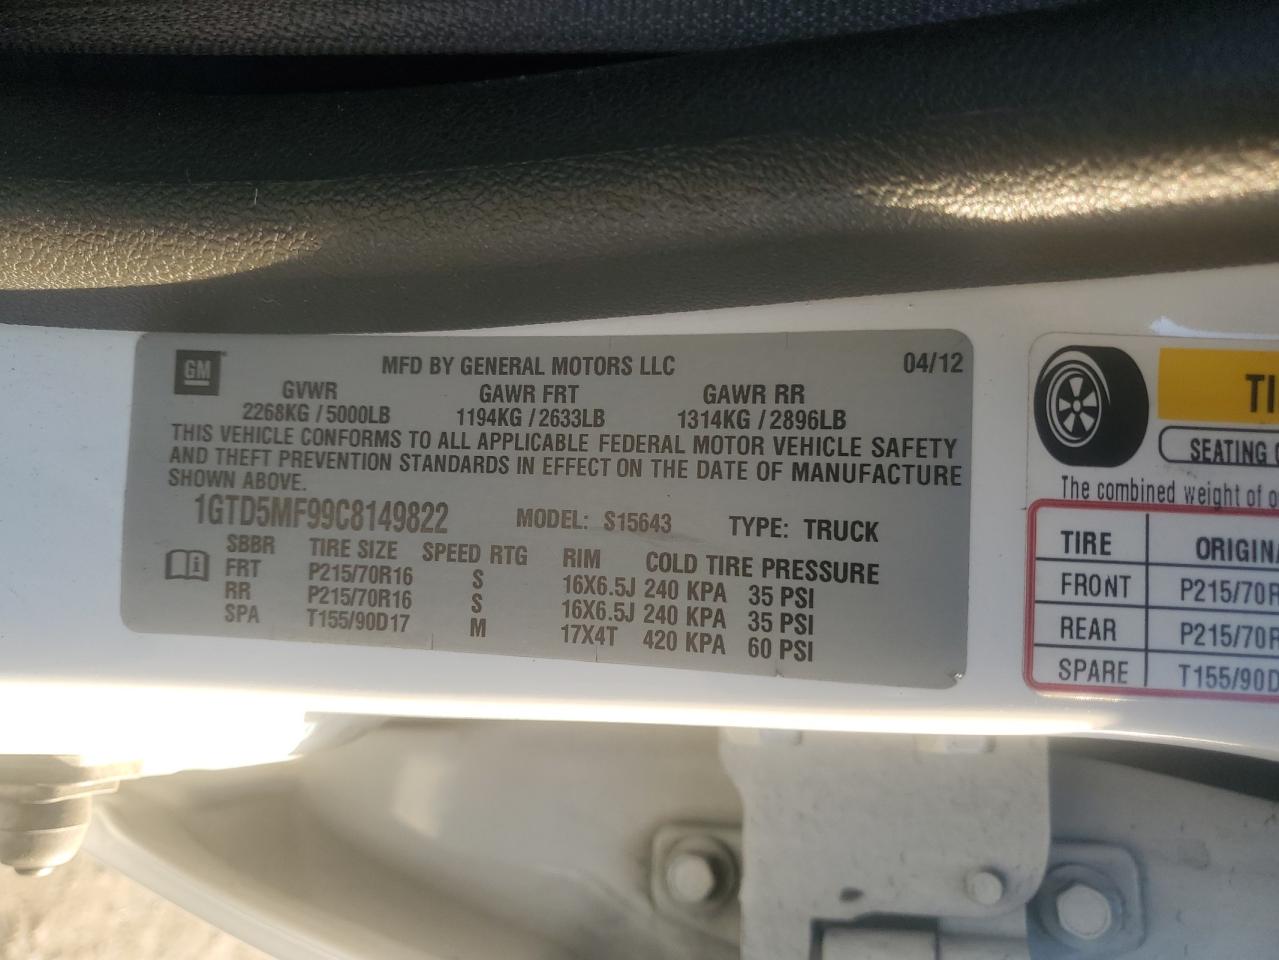 GM
MFD BY GENERAL MOTORS LLC 04/12
GVWR GAWR FRT GAWR RR
2268KG / 5000LB 1194KG / 2633LB 1314KG / 2896LB
THIS VEHICLE CONFORMS TO ALL APPLICABLE FEDERAL MOTOR VEHICLE SAFETY
AND THEFT PREVENTION STANDARDS IN EFFECT ON THE DATE OF MANUFACTURE
SHOWN ABOVE.
1GTD5MF99C8149822 MODEL: S15643 TYPE: TRUCK
SBBR TIRE SIZE SPEED RTG RIM COLD TIRE PRESSURE
FRT P215/70R16 S 16X6.5J 240 KPA 35 PSI
RR P215/70R16 S 16X6.5J 240 KPA 35 PSI
SPA T155/90D17 M 17X4T 420 KPA 60 PSI
TI
SEATING C
The combined weight of o
TIRE ORIGINA
FRONT P215/70R
REAR P215/70R
SPARE T155/90D